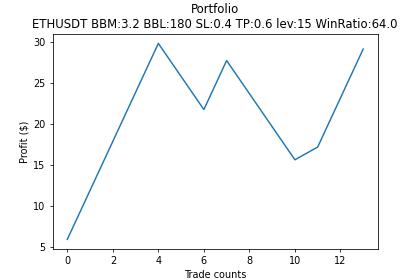 Portfolio
ETHUSDT BBM:3.2 BBL:180 SL:0.4 TP:0.6 lev:15 WinRatio:64.0
30
25
20
15
10
5
Profit ($)
0 2 4 6 8 10 12
Trade counts